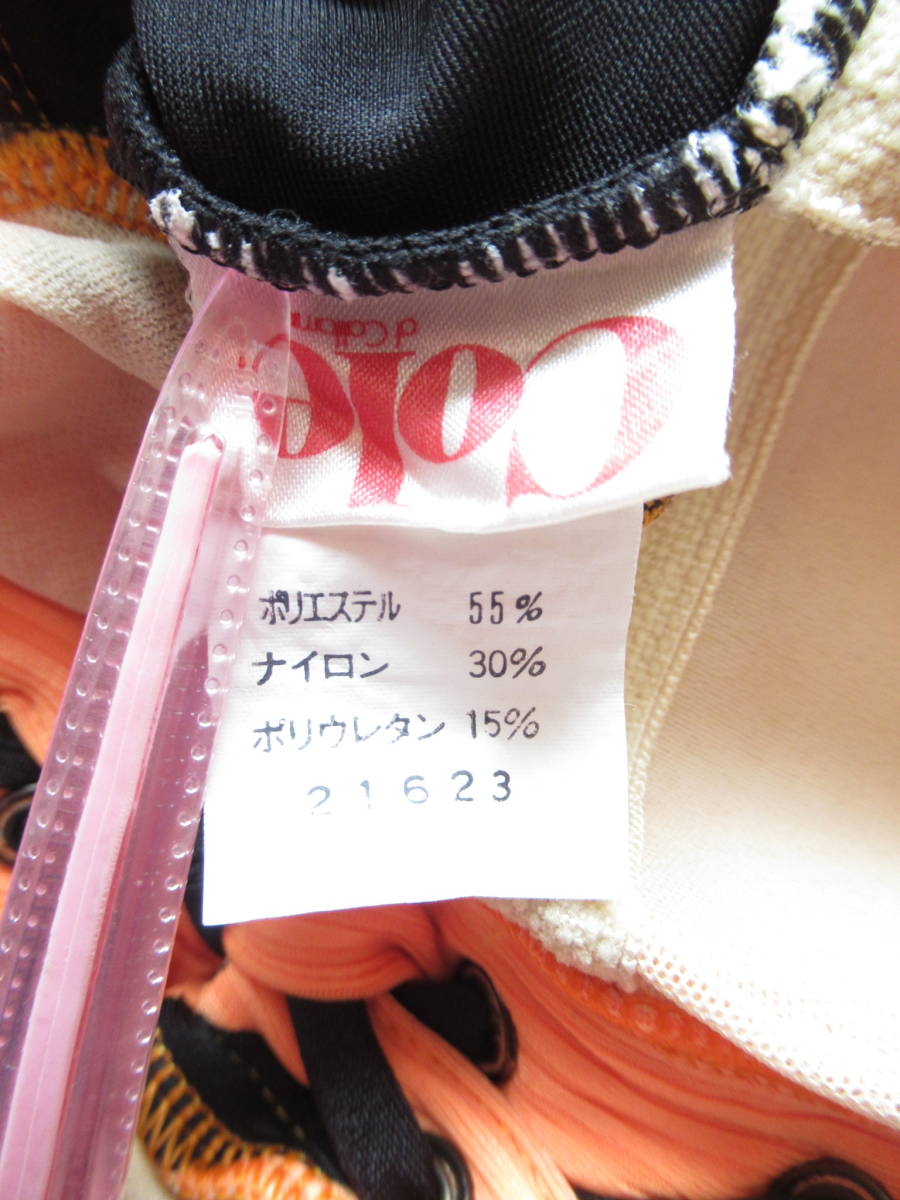 Cole
of California
ポリエステル 55%
ナイロン 30%
ポリウレタン 15%
21623